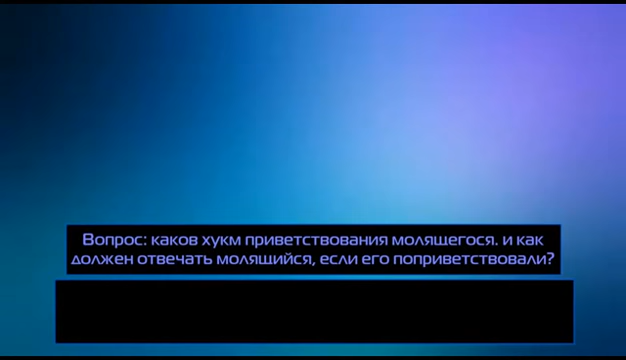 Вопрос: каков хукм приветствования молящегося. и как
должен отвечать молящийся, если его поприветствовали?